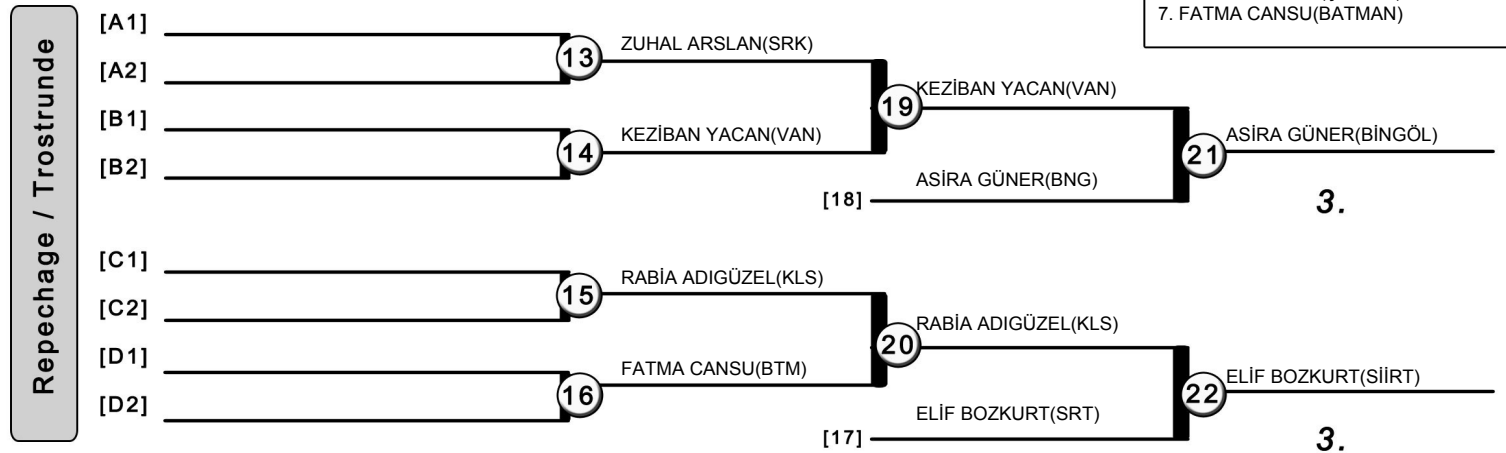 7. FATMA CANSU(BATMAN)
Repechage / Trostrunde
[A1]
[A2]
[B1]
[B2]
[C1]
[C2]
[D1]
[D2]
13
14
15
16
ZUHAL ARSLAN(SRK)
KEZİBAN YACAN(VAN)
RABİA ADIGÜZEL(KLS)
FATMA CANSU(BTM)
19
KEZİBAN YACAN(VAN)
[18]
ASİRA GÜNER(BNG)
20
RABİA ADIGÜZEL(KLS)
[17]
ELİF BOZKURT(SRT)
21
ASİRA GÜNER(BİNGÖL)
3.
22
ELİF BOZKURT(SİİRT)
3.